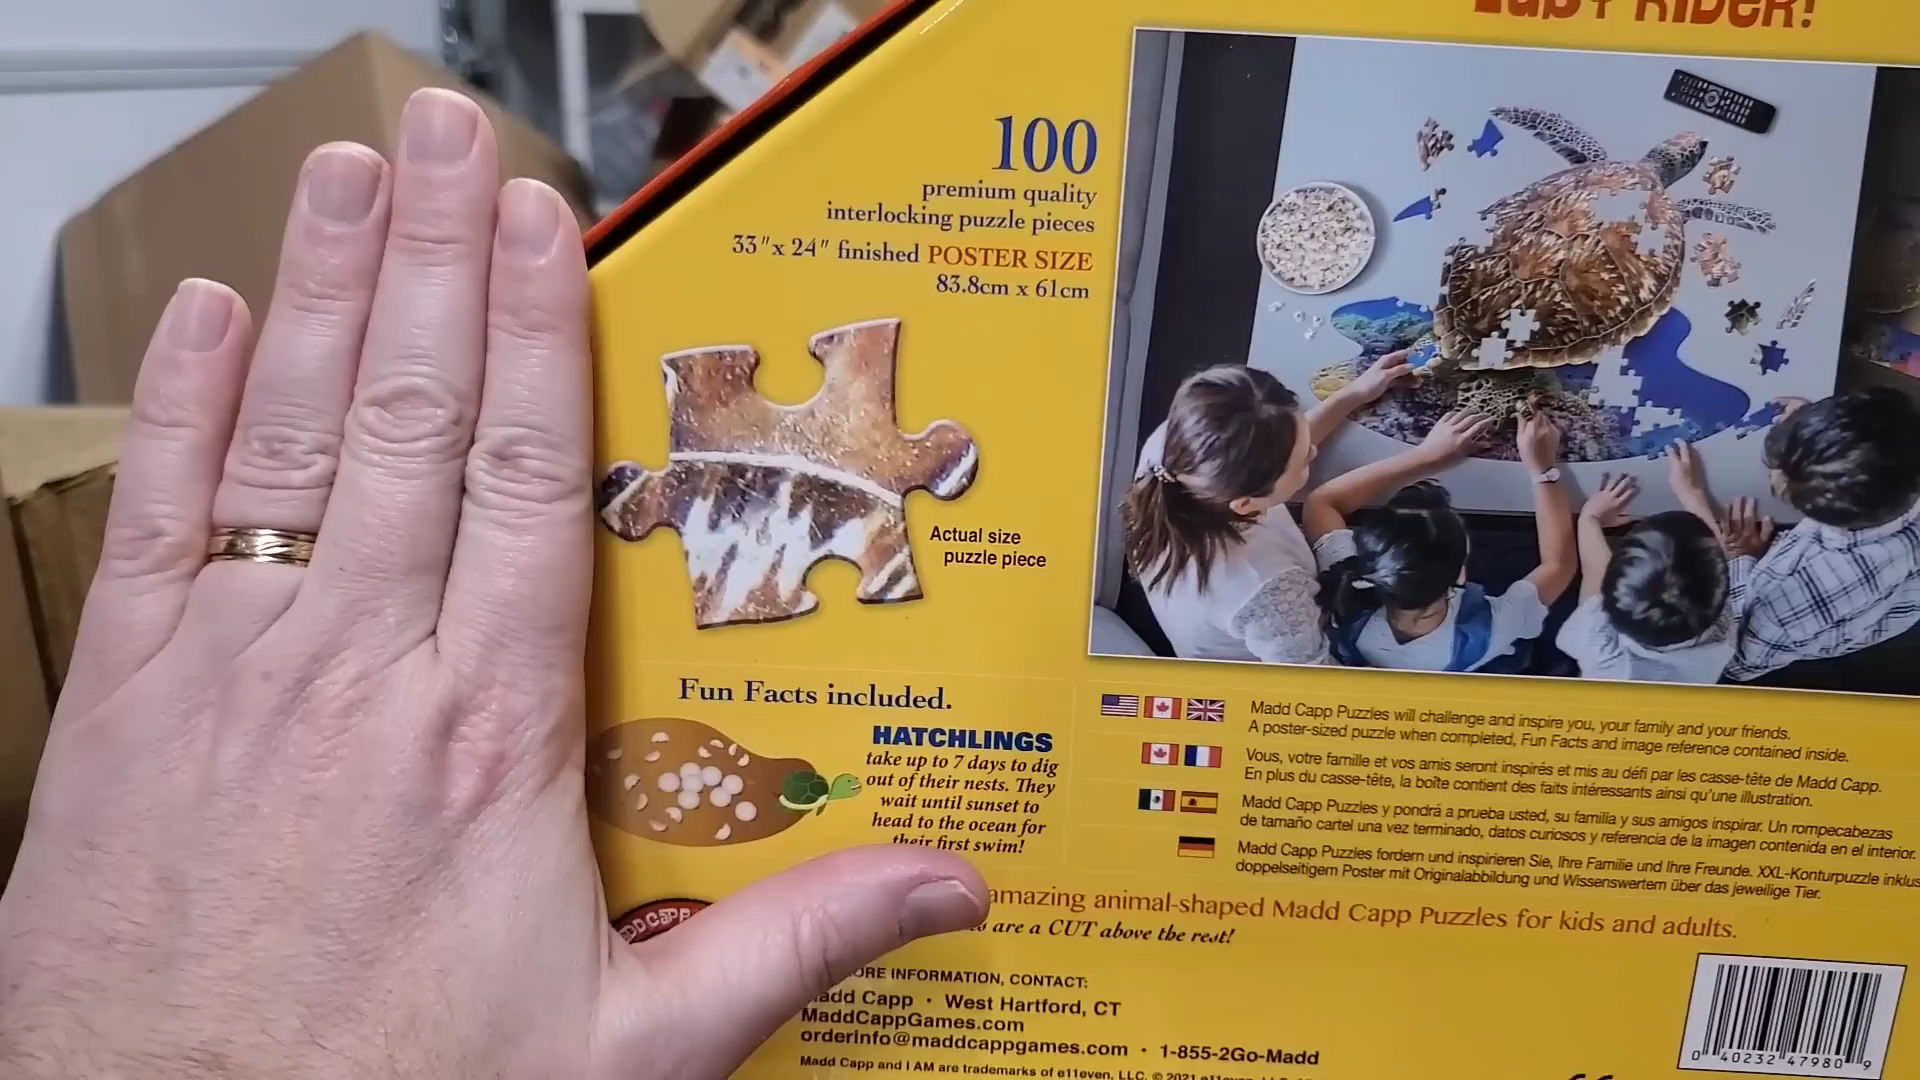 RIDER!
100
premium quality
interlocking puzzle pieces
33"x 24" finished POSTER SIZE
83.8cm x 61cm
Actual size
puzzle piece
Fun Facts included.
HATCHLINGS
take up to 7 days to dig
out of their nests. They
wait until sunset to
head to the ocean for
their first swim!
Madd Capp Puzzles will challenge and inspire you, your family and your friends.
A poster-sized puzzle when completed, Fun Facts and image reference contained inside.
Vous, votre famille et vos amis seront inspirés et mis au défi par les casse-tête de Madd Capp.
En plus du casse-tête, la boîte contient des faits intéressants ainsi qu'une illustration.
Madd Capp Puzzles y pondrá a prueba usted, su familia y sus amigos inspirar. Un rompecabezas
de tamaño cartel una vez terminado, datos curiosos y referencia de la imagen contenida en el interior.
Madd Capp Puzzles fordern und inspirieren Sie, Ihre Familie und Ihre Freunde. XXL-Konturpuzzle inklus
doppelseitigem Poster mit Originalabbildung und Wissenswertem über das jeweilige Tier.
amazing animal-shaped Madd Capp Puzzles for kids and adults.
are a CUT above the rest!
MADD CAPP
ORE INFORMATION, CONTACT:
Madd Capp • West Hartford, CT
MaddCappGames.com
orderinfo@maddcappgames.com • 1-855-2Go-Madd
Madd Capp and I AM are trademarks of e11even, LLC. © 2021 e11even, LLC.
0 40232 47980 9